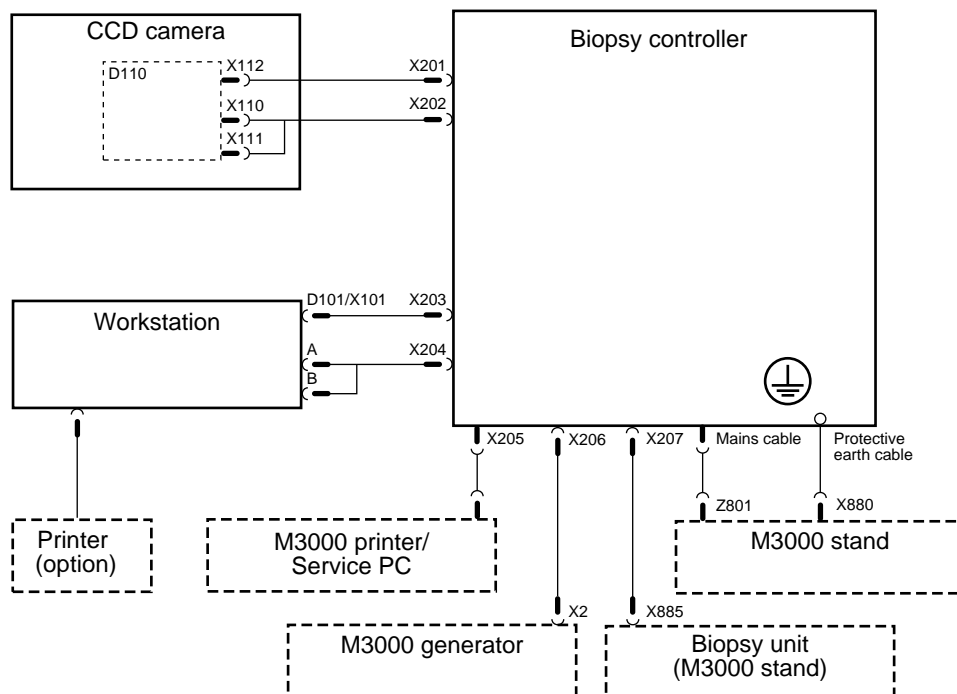 CCD camera
D110
X112
X110
X111
X201
X202
Biopsy controller
Workstation
D101/X101
A
B
X203
X204
X205
X206
X207
Mains cable
Protective
earth cable
Z801
X880
Printer
(option)
M3000 printer/
Service PC
M3000 stand
X2
X885
M3000 generator
Biopsy unit
(M3000 stand)